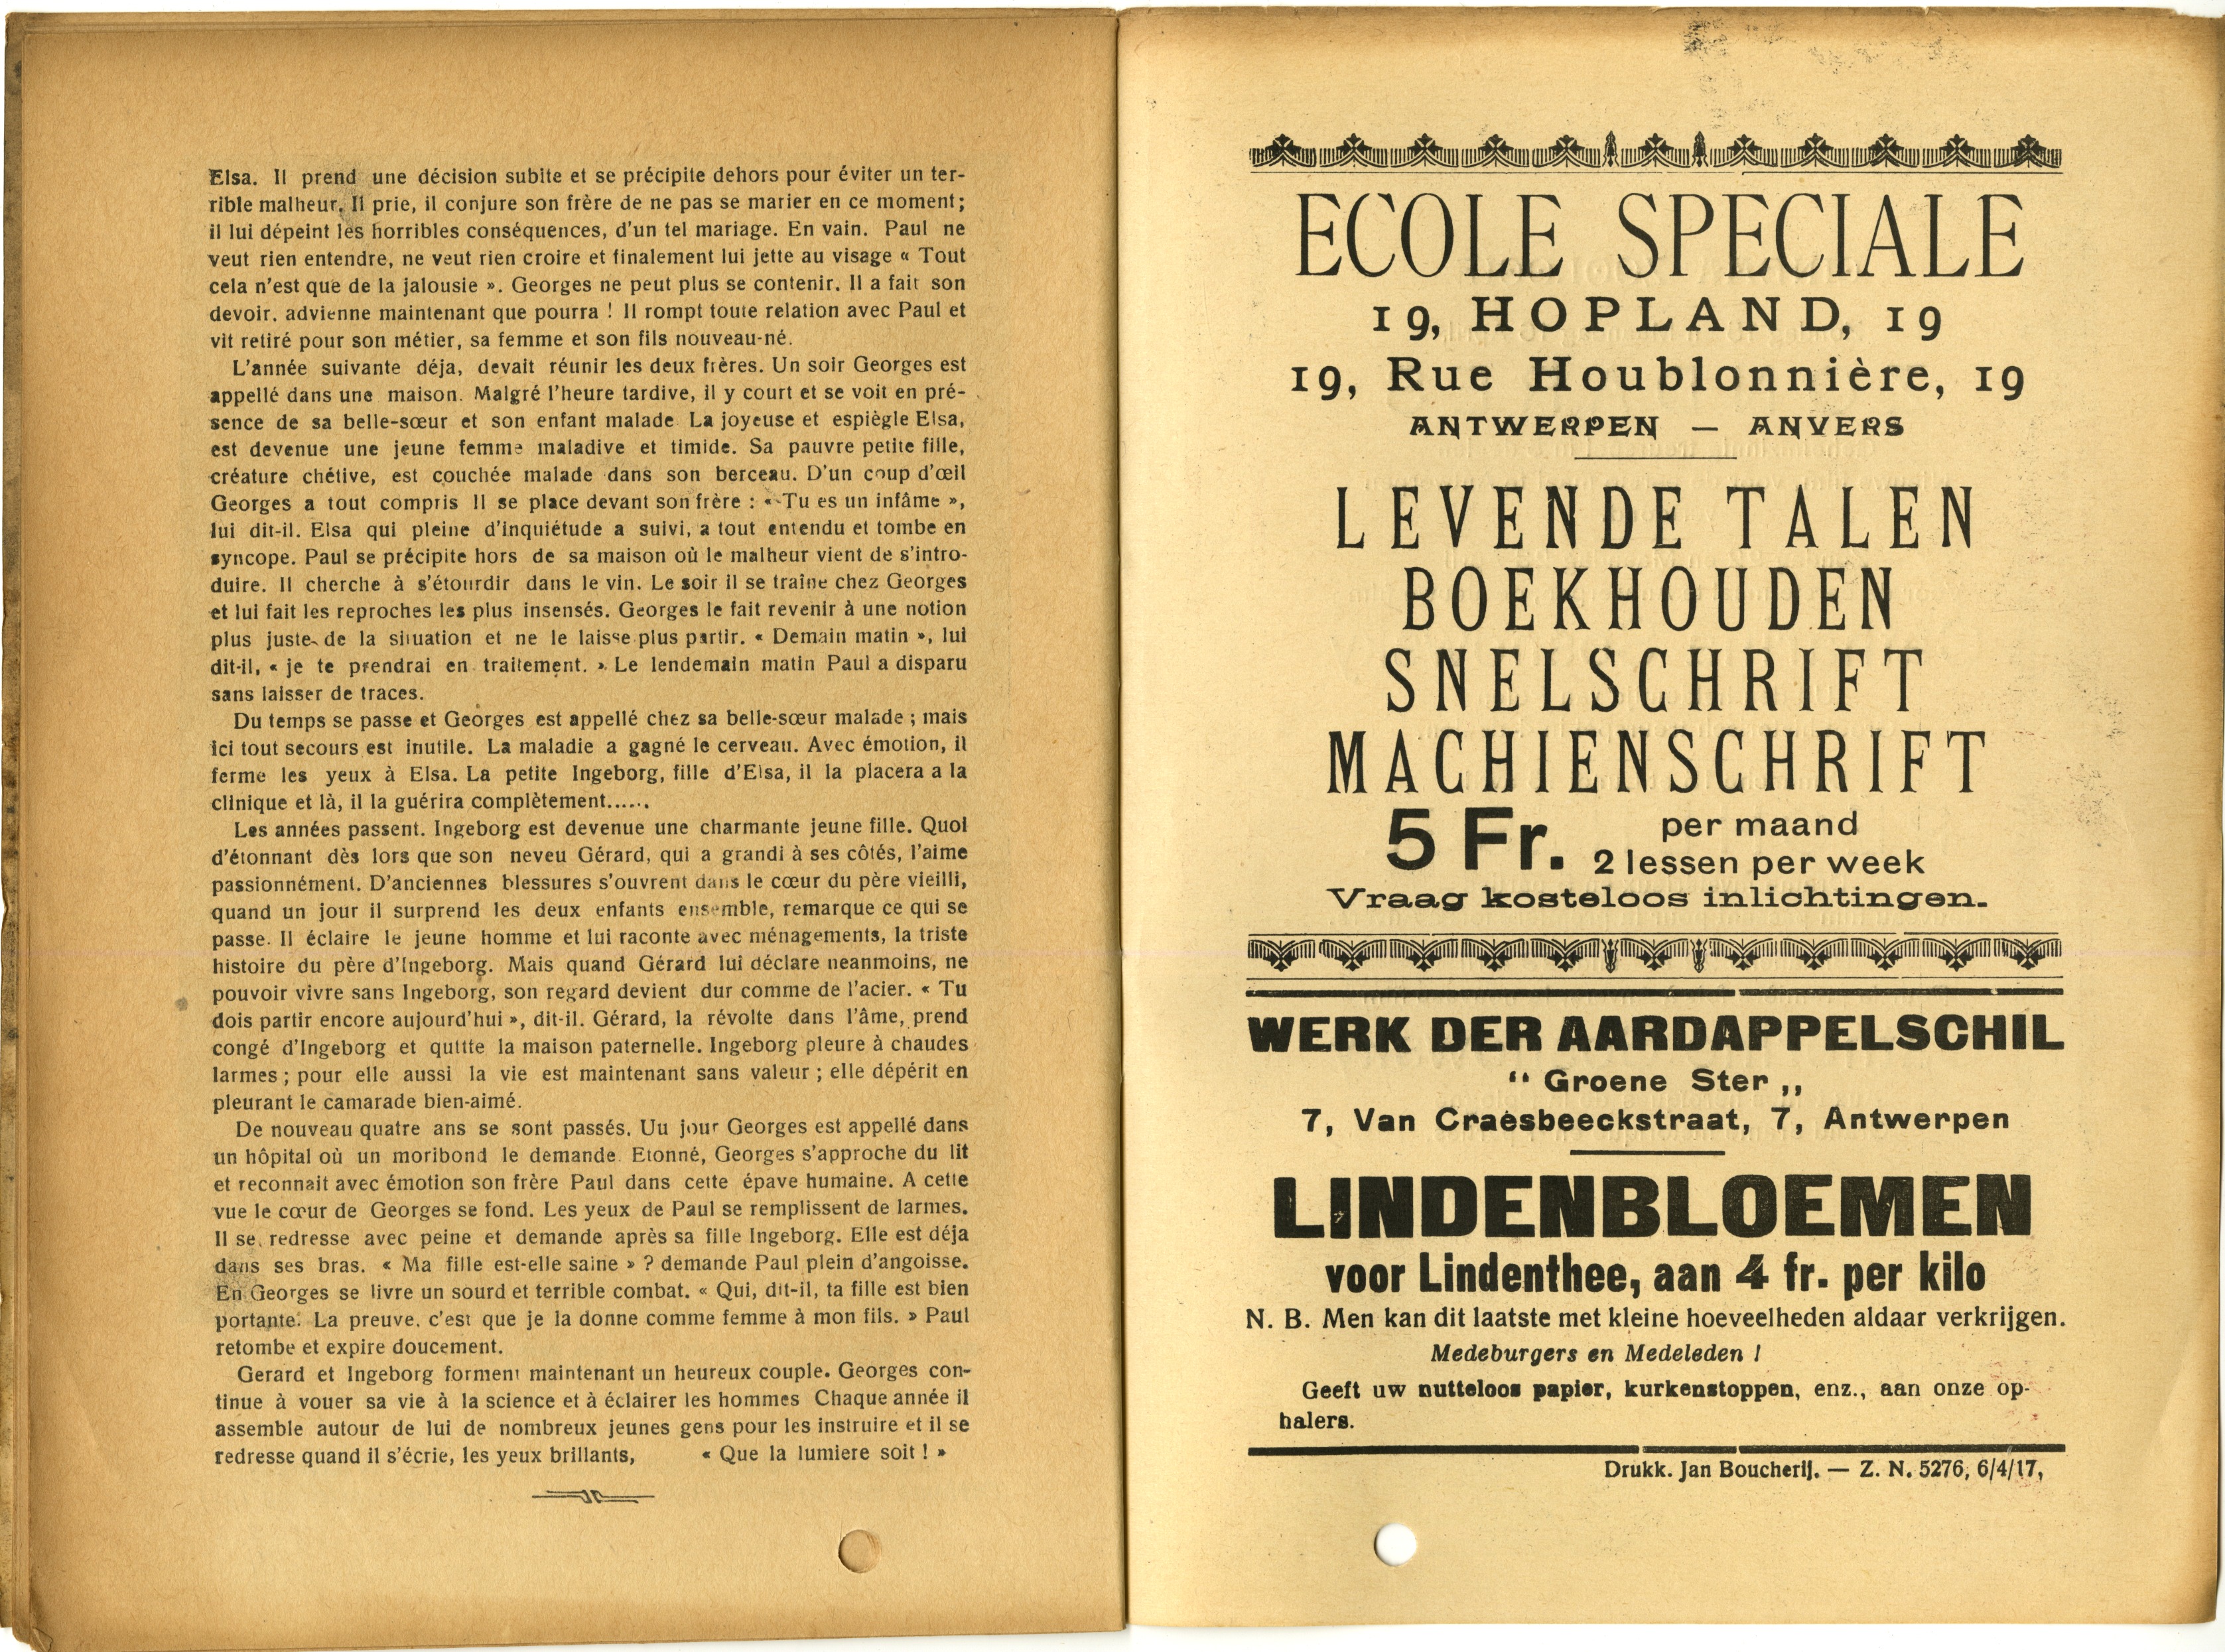 Elsa. Il prend une décision subite et se précipite dehors pour éviter un ter-
rible malheur. Il prie, il conjure son frère de ne pas se marier en ce moment;
il lui dépeint les horribles conséquences, d'un tel mariage. En vain. Paul ne
veut rien entendre, ne veut rien croire et finalement lui jette au visage « Tout
cela n'est que de la jalousie ». Georges ne peut plus se contenir. Il a fait son
devoir, advienne maintenant que pourra ! Il rompt toute relation avec Paul et
vit retiré pour son métier, sa femme et son fils nouveau-né.
L'année suivante déja, devait réunir les deux frères. Un soir Georges est
appellé dans une maison. Malgré l'heure tardive, il y court et se voit en pré-
sence de sa belle-sœur et son enfant malade La joyeuse et espiègle Elsa,
est devenue une jeune femme maladive et timide. Sa pauvre petite fille,
créature chétive, est couchée malade dans son berceau. D'un coup d'œil
Georges a tout compris Il se place devant son frère : « Tu es un infâme »,
lui dit-il. Elsa qui pleine d'inquiétude a suivi, a tout entendu et tombe en
syncope. Paul se précipite hors de sa maison où le malheur vient de s'intro-
duire. Il cherche à s'étourdir dans le vin. Le soir il se traîne chez Georges
et lui fait les reproches les plus insensés. Georges le fait revenir à une notion
plus juste de la situation et ne le laisse plus partir. « Demain matin », lui
dit-il, « je te prendrai en traitement. » Le lendemain matin Paul a disparu
sans laisser de traces.
Du temps se passe et Georges est appellé chez sa belle-sœur malade ; mais
ici tout secours est inutile. La maladie a gagné le cerveau. Avec émotion, il
ferme les yeux à Elsa. La petite Ingeborg, fille d'Elsa, il la placera a la
clinique et là, il la guérira complètement......
Les années passent. Ingeborg est devenue une charmante jeune fille. Quoi
d'étonnant dès lors que son neveu Gérard, qui a grandi à ses côtés, l'aime
passionnément. D'anciennes blessures s'ouvrent dans le cœur du père vieilli,
quand un jour il surprend les deux enfants ensemble, remarque ce qui se
passe. Il éclaire le jeune homme et lui raconte avec ménagements, la triste
histoire du père d'Ingeborg. Mais quand Gérard lui déclare neanmoins, ne
pouvoir vivre sans Ingeborg, son regard devient dur comme de l'acier. « Tu
dois partir encore aujourd'hui », dit-il. Gérard, la révolte dans l'âme, prend
congé d'Ingeborg et quitte la maison paternelle. Ingeborg pleure à chaudes
larmes ; pour elle aussi la vie est maintenant sans valeur ; elle dépérit en
pleurant le camarade bien-aimé.
De nouveau quatre ans se sont passés. Uu jour Georges est appellé dans
un hôpital où un moribond le demande. Etonné, Georges s'approche du lit
et reconnait avec émotion son frère Paul dans cette épave humaine. A cette
vue le cœur de Georges se fond. Les yeux de Paul se remplissent de larmes.
Il se redresse avec peine et demande après sa fille Ingeborg. Elle est déja
dans ses bras. « Ma fille est-elle saine » ? demande Paul plein d'angoisse.
En Georges se livre un sourd et terrible combat. « Qui, dit-il, ta fille est bien
portante. La preuve, c'est que je la donne comme femme à mon fils. » Paul
retombe et expire doucement.
Gerard et Ingeborg forment maintenant un heureux couple. Georges con-
tinue à vouer sa vie à la science et à éclairer les hommes Chaque année il
assemble autour de lui de nombreux jeunes gens pour les instruire et il se
redresse quand il s'écrie, les yeux brillants, « Que la lumiere soit ! »
ECOLE SPECIALE
19, HOPLAND, 19
19, Rue Houblonnière, 19
ANTWERPEN — ANVERS
LEVENDE TALEN
BOEKHOUDEN
SNELSCHRIFT
MACHIENSCHRIFT
5 Fr. per maand
2 lessen per week
Vraag kosteloos inlichtingen.
WERK DER AARDAPPELSCHIL
“ Groene Ster ,,
7, Van Craesbeeckstraat, 7, Antwerpen
LINDENBLOEMEN
voor Lindenthee, aan 4 fr. per kilo
N. B. Men kan dit laatste met kleine hoeveelheden aldaar verkrijgen.
Medeburgers en Medeleden !
Geeft uw nutteloos papier, kurkenstoppen, enz., aan onze op-
halers.
Drukk. Jan Boucherij. — Z. N. 5276, 6/4/17,